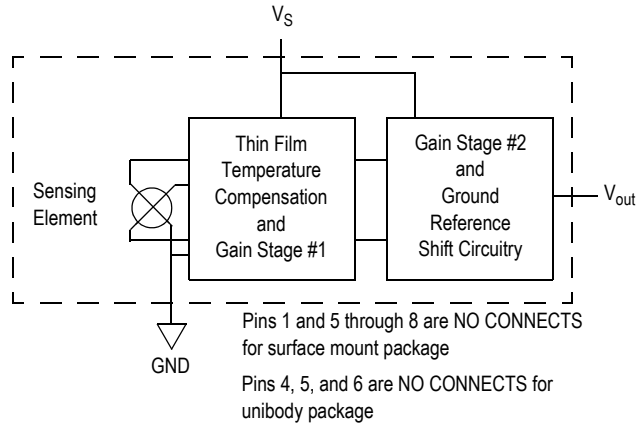 V_S
Sensing
Element
Thin Film
Temperature
Compensation
and
Gain Stage #1
Gain Stage #2
and
Ground
Reference
Shift Circuitry
V_out
GND
Pins 1 and 5 through 8 are NO CONNECTS
for surface mount package
Pins 4, 5, and 6 are NO CONNECTS for
unibody package